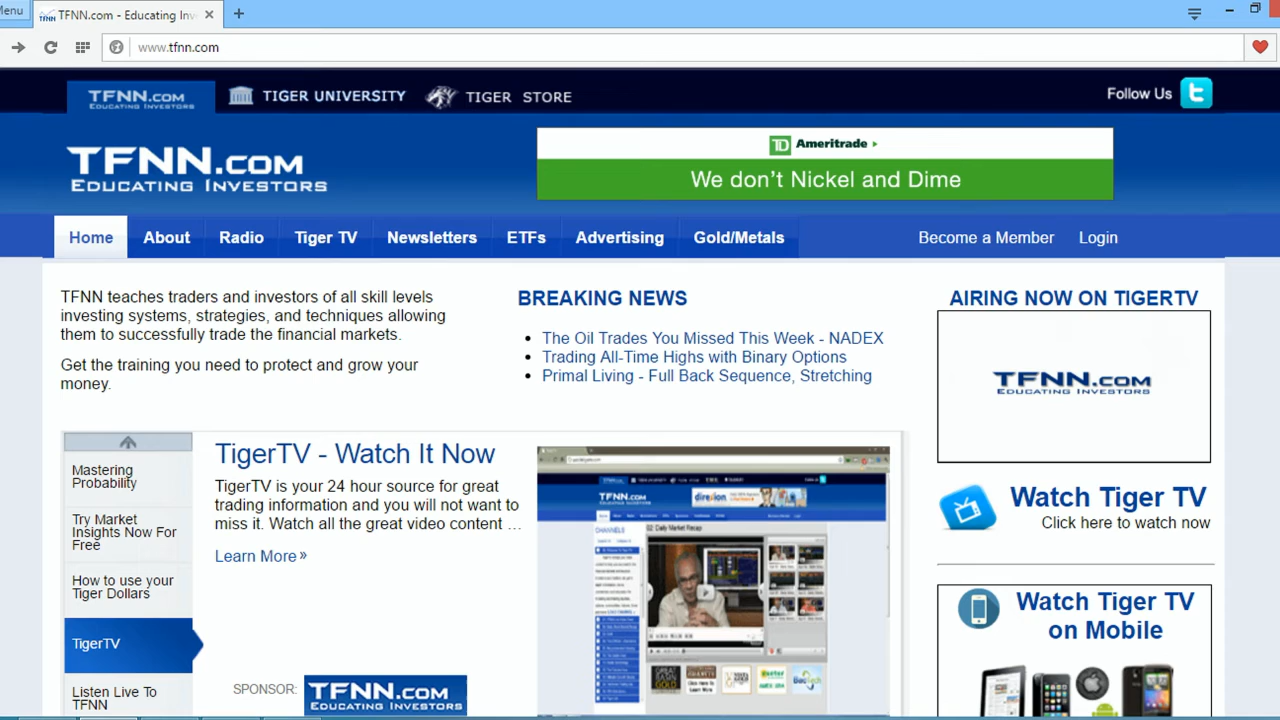 Menu
TFNN.com - Educating Inv
www.tfnn.com
TFNN.COM
EDUCATING INVESTORS
TIGER UNIVERSITY
TIGER STORE
Follow Us
TFNN.COM
EDUCATING INVESTORS
TD Ameritrade
We don't Nickel and Dime
Home
About
Radio
Tiger TV
Newsletters
ETFs
Advertising
Gold/Metals
Become a Member
Login
TFNN teaches traders and investors of all skill levels
investing systems, strategies, and techniques allowing
them to successfully trade the financial markets.
Get the training you need to protect and grow your
money.
BREAKING NEWS
The Oil Trades You Missed This Week - NADEX
Trading All-Time Highs with Binary Options
Primal Living - Full Back Sequence, Stretching
AIRING NOW ON TIGERTV
TFNN.COM
EDUCATING INVESTORS
Watch Tiger TV
Click here to watch now
Watch Tiger TV
on Mobile
Mastering
Probability
Try Market
Insights Now For
Free
How to use your
Tiger Dollars
TigerTV
Listen Live To
TFNN
TigerTV - Watch It Now
TigerTV is your 24 hour source for great
trading information and you will not want to
miss it. Watch all the great video content ...
Learn More »
SPONSOR:
TFNN.COM
EDUCATING INVESTORS
TFNN.COM
direxion
CHANNELS
02: Daily Market Recap